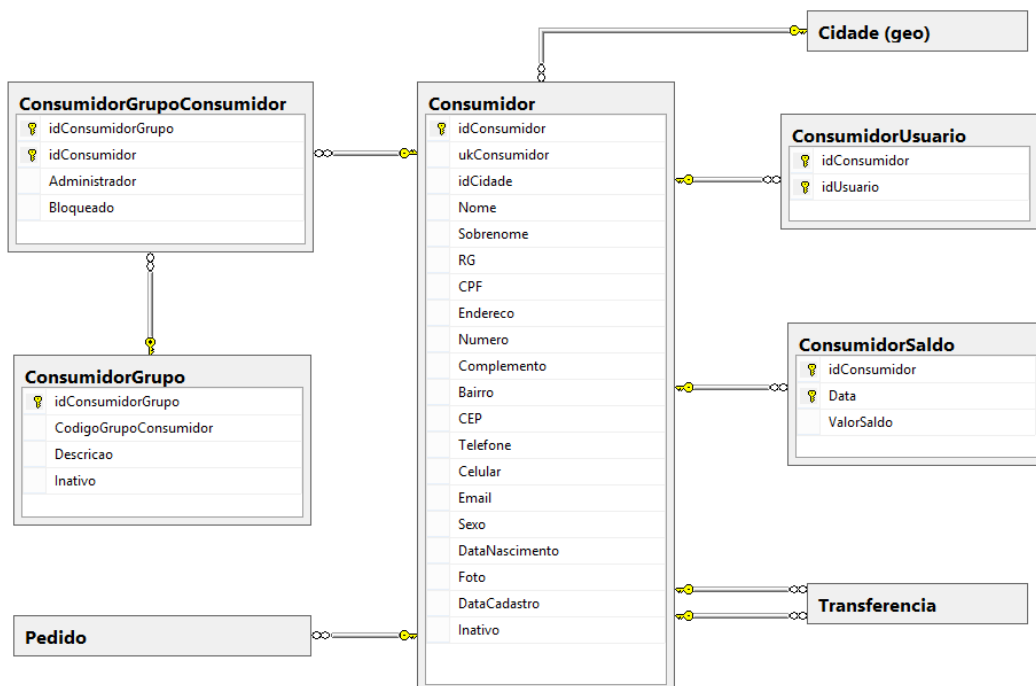 Cidade (geo)
ConsumidorGrupoConsumidor
idConsumidorGrupo
idConsumidor
Administrador
Bloqueado
Consumidor
idConsumidor
ukConsumidor
idCidade
Nome
Sobrenome
RG
CPF
Endereco
Numero
Complemento
Bairro
CEP
Telefone
Celular
Email
Sexo
DataNascimento
Foto
DataCadastro
Inativo
ConsumidorUsuario
idConsumidor
idUsuario
ConsumidorGrupo
idConsumidorGrupo
CodigoGrupoConsumidor
Descricao
Inativo
ConsumidorSaldo
idConsumidor
Data
ValorSaldo
Pedido
Transferencia